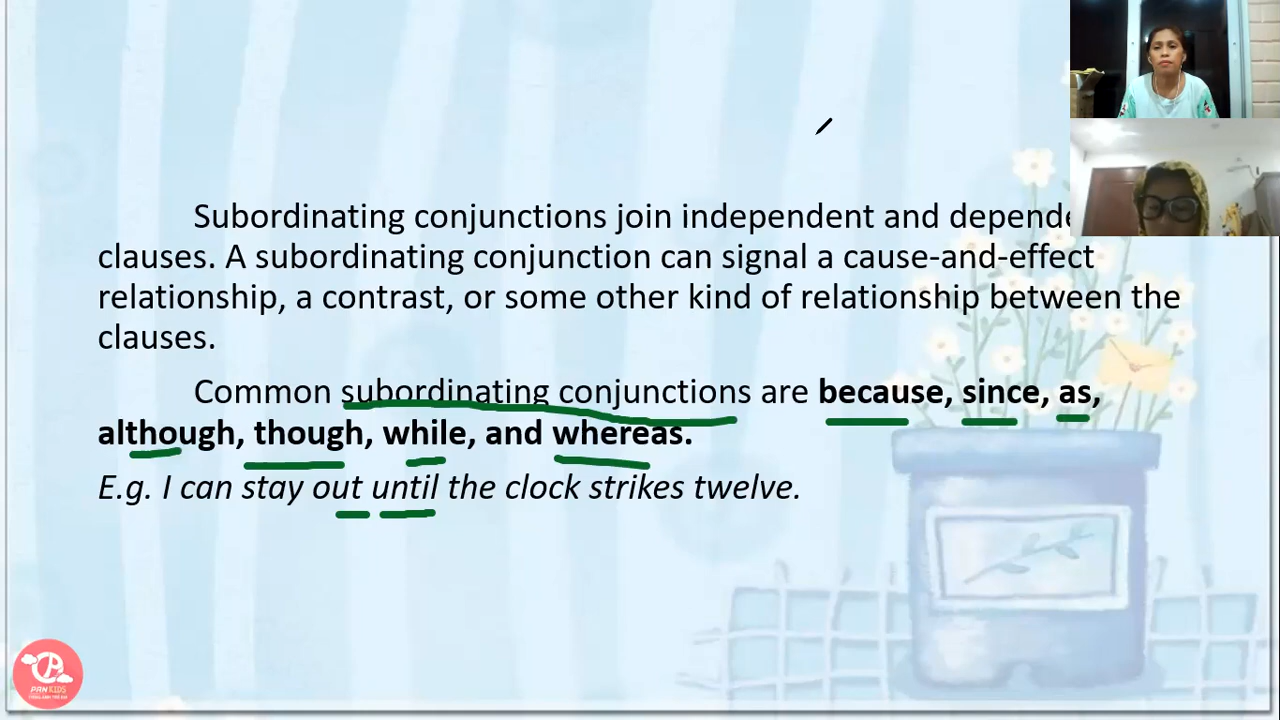 Subordinating conjunctions join independent and depende
clauses. A subordinating conjunction can signal a cause-and-effect
relationship, a contrast, or some other kind of relationship between the
clauses.
Common subordinating conjunctions are because, since, as,
although, though, while, and whereas.
E.g. I can stay out until the clock strikes twelve.
PAN KIDS